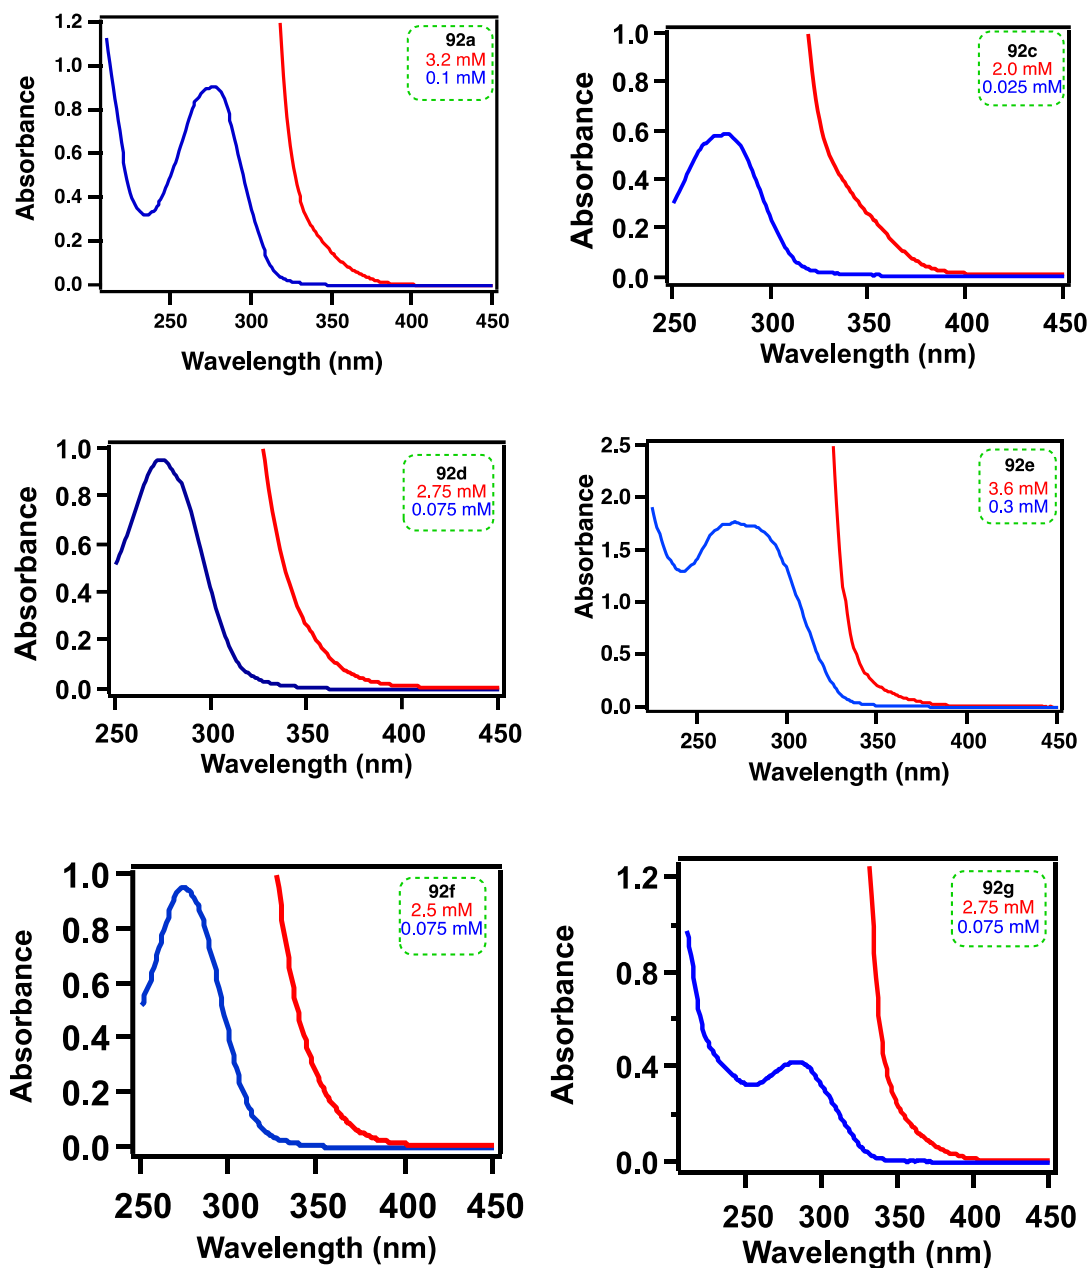 1.2
1.0
0.8
0.6
0.4
0.2
0.0
Absorbance
92a
3.2 mM
0.1 mM
250 300 350 400 450
Wavelength (nm)
1.0
0.8
0.6
0.4
0.2
0.0
Absorbance
92c
2.0 mM
0.025 mM
250 300 350 400 450
Wavelength (nm)
1.0
0.8
0.6
0.4
0.2
0.0
Absorbance
92d
2.75 mM
0.075 mM
250 300 350 400 450
Wavelength (nm)
2.5
2.0
1.5
1.0
0.5
0.0
Absorbance
92e
3.6 mM
0.3 mM
250 300 350 400 450
Wavelength (nm)
1.0
0.8
0.6
0.4
0.2
0.0
Absorbance
92f
2.5 mM
0.075 mM
250 300 350 400 450
Wavelength (nm)
1.2
0.8
0.4
0.0
Absorbance
92g
2.75 mM
0.075 mM
250 300 350 400 450
Wavelength (nm)